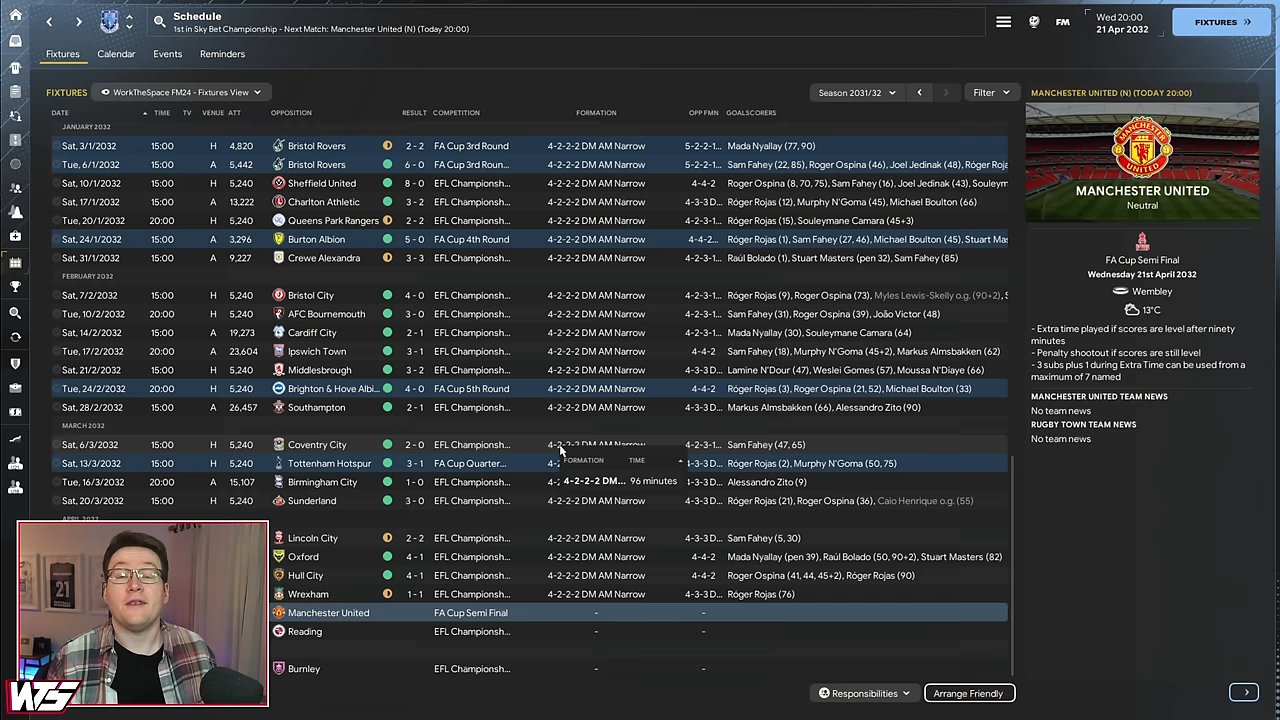 Schedule
1st in Sky Bet Championship - Next Match: Manchester United (N) (Today 20:00)
FM
Wed 20:00
21 Apr 2032
FIXTURES
Fixtures Calendar Events Reminders
FIXTURES WorkTheSpace FM24 - Fixtures View Season 2031/32 Filter
DATE TIME TV VENUE ATT OPPOSITION RESULT COMPETITION FORMATION OPP FMN GOALSCORERS
JANUARY 2032
Sat, 3/1/2032 15:00 H 4,820 Bristol Rovers FA Cup 3rd Round 4-2-2-2 DM AM Narrow 5-2-2-1... Mada Nyallay (77, 90)
Tue, 6/1/2032 15:00 A 5,442 Bristol Rovers 6 - 0 FA Cup 3rd Roun... 4-2-2-2 DM AM Narrow 5-2-2-1... Sam Fahey (22, 85), Roger Ospina (46), Joel Jedinak (48), Róger Roja
Sat, 10/1/2032 15:00 H 5,240 Sheffield United 8 - 0 EFL Championsh... 4-2-2-2 DM AM Narrow 4-4-2 Roger Ospina (8, 70, 75), Sam Fahey (16), Joel Jedinak (43), Souleym
Sat, 17/1/2032 15:00 A 13,222 Charlton Athletic EFL Championsh... 4-2-2-2 DM AM Narrow 4-3-3 D... Róger Rojas (12), Murphy N'Goma (45), Michael Boulton (66)
Tue, 20/1/2032 20:00 H 5,240 Queens Park Rangers 2 - 2 EFL Championsh... 4-2-2-2 DM AM Narrow 4-2-3-1... Róger Rojas (15), Souleymane Camara (45+3)
Sat, 24/1/2032 15:00 A 3,296 Burton Albion 5 - 0 FA Cup 4th Round 4-2-2-2 DM AM Narrow 4-4-2... Róger Rojas (1), Sam Fahey (27, 46), Michael Boulton (45), Stuart Mas
Sat, 31/1/2032 15:00 A 9,227 Crewe Alexandra 3 - 3 EFL Championsh... 4-2-2-2 DM AM Narrow 4-2-3-1... Raúl Bolado (1), Stuart Masters (pen 32), Sam Fahey (85)
FEBRUARY 2032
Sat, 7/2/2032 15:00 H 5,240 Bristol City 4 - 0 EFL Championsh... 4-2-2-2 DM AM Narrow 4-2-3-1... Róger Rojas (9), Roger Ospina (73), Myles Lewis-Skelly o.g. (90+2), S
Tue, 10/2/2032 20:00 H 5,240 AFC Bournemouth 3 - 0 EFL Championsh... 4-2-2-2 DM AM Narrow 4-2-3-1... Sam Fahey (31), Roger Ospina (39), João Victor (48)
Sat, 14/2/2032 15:00 A 19,273 Cardiff City 2 - 1 EFL Championsh... 4-2-2-2 DM AM Narrow 4-2-3-1... Mada Nyallay (30), Souleymane Camara (64)
Tue, 17/2/2032 20:00 A 23,604 Ipswich Town 3 - 1 EFL Championsh... 4-2-2-2 DM AM Narrow 4-4-2 Sam Fahey (18), Murphy N'Goma (45+2), Markus Almsbakken (62)
Sat, 21/2/2032 15:00 H 5,240 Middlesbrough 3 - 2 EFL Championsh... 4-2-2-2 DM AM Narrow 4-3-3 D... Lamine N'Dour (47), Weslei Gomes (57), Moussa N'Diaye (66)
Tue, 24/2/2032 20:00 H 5,240 Brighton & Hove Albi... 4 - 0 FA Cup 5th Round 4-2-2-2 DM AM Narrow 4-4-2 Róger Rojas (3), Roger Ospina (21, 52), Michael Boulton (33)
Sat, 28/2/2032 15:00 A 26,457 Southampton 2 - 1 EFL Championsh... 4-2-2-2 DM AM Narrow 4-3-3 D... Markus Almsbakken (66), Alessandro Zito (90)
MARCH 2032
Sat, 6/3/2032 15:00 H 5,240 Coventry City 2 - 0 EFL Championsh... 4-2-2-2 DM AM Narrow 4-2-3-1... Sam Fahey (47, 65)
Sat, 13/3/2032 15:00 H 5,240 Tottenham Hotspur 3 - 1 FA Cup Quarter... 4-3-3 D... Róger Rojas (2), Murphy N'Goma (50, 75)
FORMATION TIME
Tue, 16/3/2032 20:00 A 15,107 Birmingham City 1 - 0 EFL Championsh... 4-3-3 D... Alessandro Zito (9)
4-2-2-2 DM... 96 minutes
Sat, 20/3/2032 15:00 H 5,240 Sunderland 3 - 0 EFL Championsh... 4-2-2-2 DM AM Narrow 4-3-3 D... Róger Rojas (21), Roger Ospina (36), Caio Henrique o.g. (55)
APRIL 2032
Lincoln City 2 - 2 EFL Championsh... 4-2-2-2 DM AM Narrow 4-3-3 D... Sam Fahey (5, 30)
Oxford 4 - 1 EFL Championsh... 4-2-2-2 DM AM Narrow 4-4-2 Mada Nyallay (pen 39), Raúl Bolado (50, 90+2), Stuart Masters (82)
Hull City 4 - 1 EFL Championsh... 4-2-2-2 DM AM Narrow 4-4-2 Roger Ospina (41, 44, 45+2), Róger Rojas (90)
Wrexham 1 - 1 EFL Championsh... 4-2-2-2 DM AM Narrow 4-3-3 D... Róger Rojas (76)
Manchester United FA Cup Semi Final - -
Reading EFL Championsh... - -
Burnley EFL Championsh... - -
Responsibilities Arrange Friendly
MANCHESTER UNITED (N) (TODAY 20:00)
MANCHESTER UNITED
Neutral
FA Cup Semi Final
Wednesday 21st April 2032
Wembley
13°C
- Extra time played if scores are level after ninety
minutes
- Penalty shootout if scores are still level
- 3 subs plus 1 during Extra Time can be used from a
maximum of 7 named
MANCHESTER UNITED TEAM NEWS
No team news
RUGBY TOWN TEAM NEWS
No team news
21
WTS